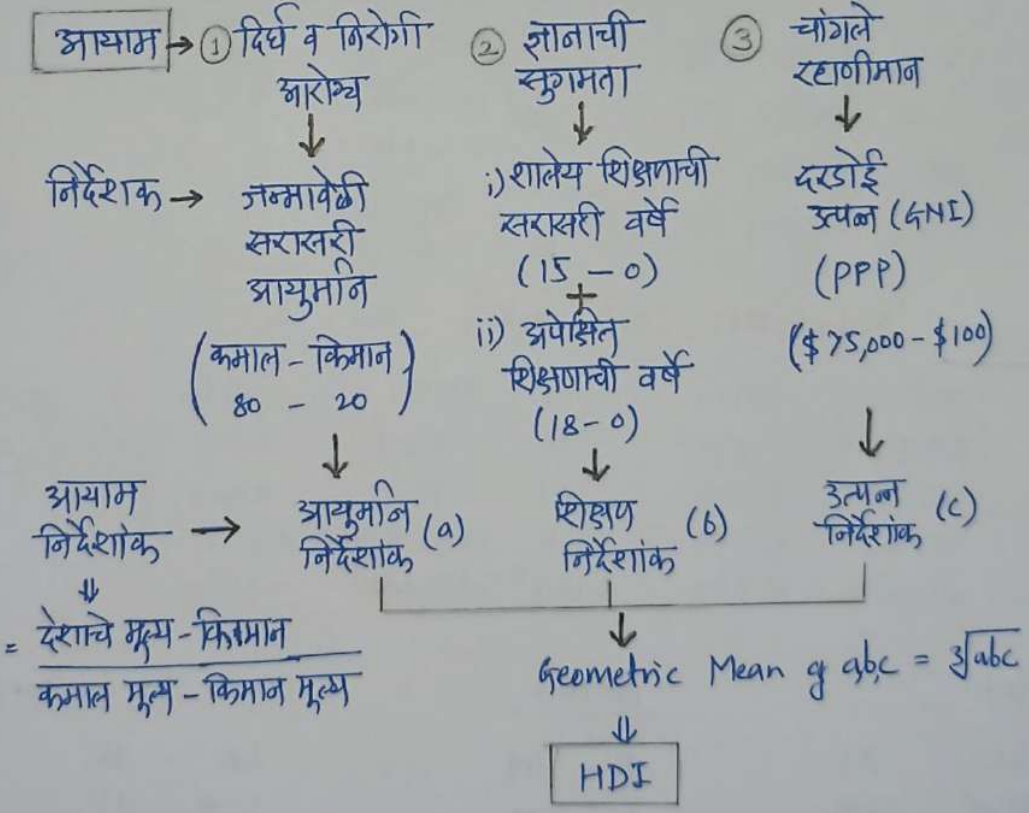 आयाम → ① दिर्घ व निरोगी
आरोग्य
② ज्ञानाची
सुगमता
③ चांगले
रहाणीमान
निर्देशक →
जन्मावेळी
सरासरी
आयुर्मान
(कमाल - किमान)
80 - 20
i) शालेय शिक्षणाची
सरासरी वर्षे
(15 - 0)
+
ii) अपेक्षित
शिक्षणाची वर्षे
(18 - 0)
दरडोई
उत्पन्न (GNI)
(PPP)
($ 75,000 - $100)
आयाम
निर्देशांक →
आयुर्मान
निर्देशांक (a)
शिक्षण
निर्देशांक (b)
उत्पन्न
निर्देशांक (c)
= देशाचे मूल्य - किमान
कमाल मूल्य - किमान मूल्य
Geometric Mean of a,b,c = ∛abc
HDI